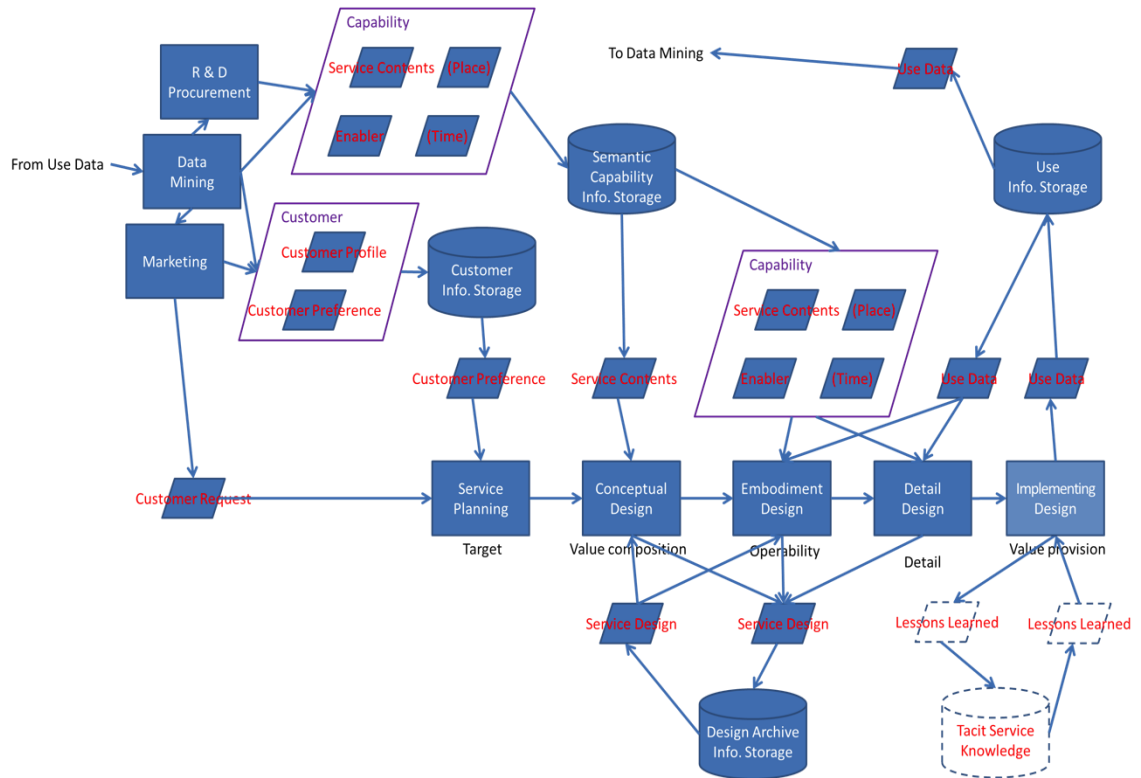 Capability
Service Contents
(Place)
Enabler
(Time)
R & D
Procurement
From Use Data
Data
Mining
Marketing
Customer
Customer Profile
Customer Preference
Customer
Info. Storage
Semantic
Capability
Info. Storage
To Data Mining
Use Data
Use
Info. Storage
Capability
Service Contents
(Place)
Enabler
(Time)
Customer Preference
Service Contents
Use Data
Use Data
Customer Request
Service
Planning
Target
Conceptual
Design
Value composition
Embodiment
Design
Operability
Detail
Design
Detail
Implementing
Design
Value provision
Service Design
Service Design
Lessons Learned
Lessons Learned
Design Archive
Info. Storage
Tacit Service
Knowledge